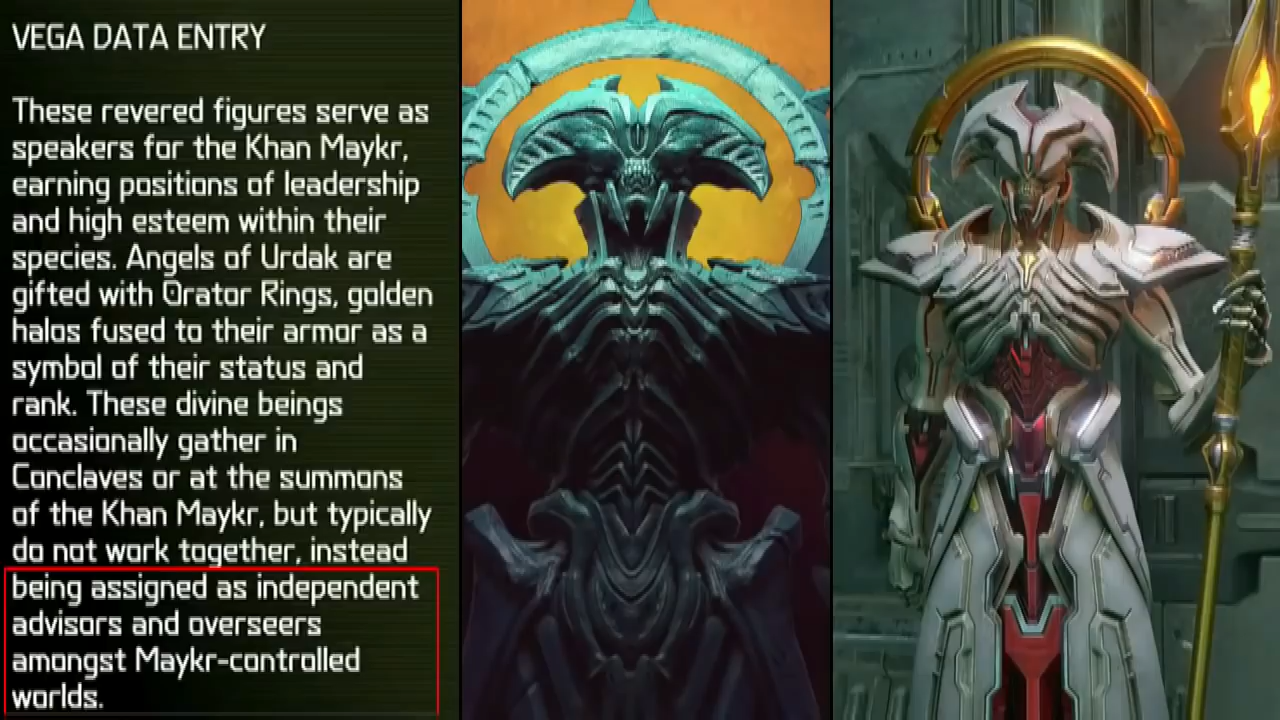 VEGA DATA ENTRY
These revered figures serve as
speakers for the Khan Maykr,
earning positions of leadership
and high esteem within their
species. Angels of Urdak are
gifted with Orator Rings, golden
halos fused to their armor as a
symbol of their status and
rank. These divine beings
occasionally gather in
Conclaves or at the summons
of the Khan Maykr, but typically
do not work together, instead
being assigned as independent
advisors and overseers
amongst Maykr-controlled
worlds.